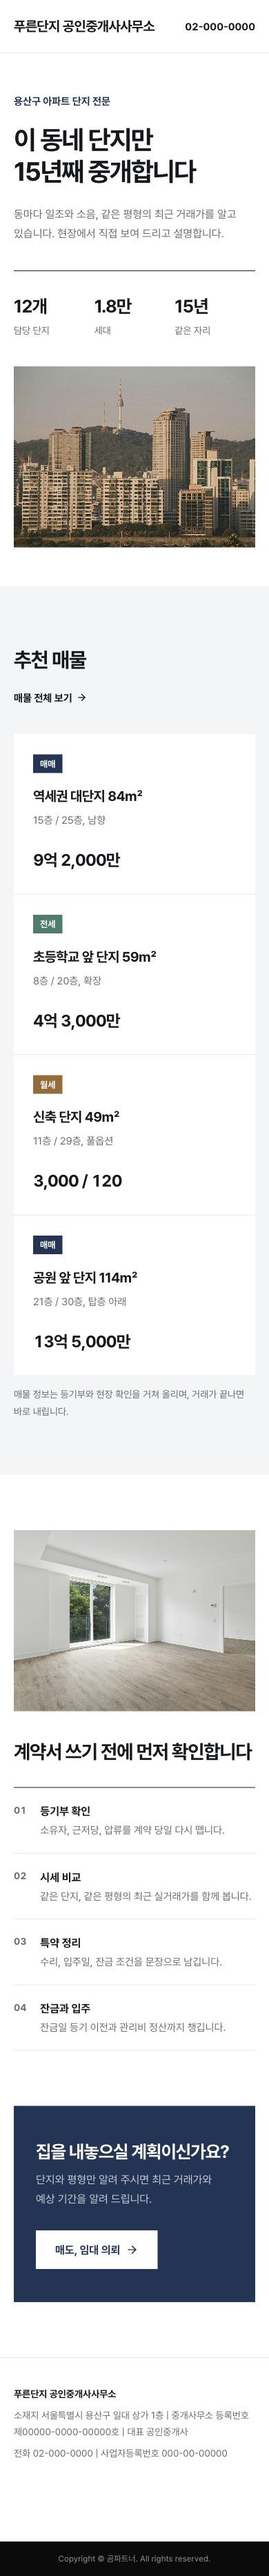 푸른단지 공인중개사사무소
02-000-0000
용산구 아파트 단지 전문
이 동네 단지만
15년째 중개합니다
동마다 일조와 소음, 같은 평형의 최근 거래가를 알고
있습니다. 현장에서 직접 보여 드리고 설명합니다.
12개
1.8만
15년
담당 단지
세대
같은 자리
추천 매물
매물 전체 보기 →
매매
역세권 대단지 84m²
15층 / 25층, 남향
9억 2,000만
전세
초등학교 앞 단지 59m²
8층 / 20층, 확장
4억 3,000만
월세
신축 단지 49m²
11층 / 29층, 풀옵션
3,000 / 120
매매
공원 앞 단지 114m²
21층 / 30층, 탑층 아래
13억 5,000만
매물 정보는 등기부와 현장 확인을 거쳐 올리며, 거래가 끝나면
바로 내립니다.
계약서 쓰기 전에 먼저 확인합니다
01 등기부 확인
소유자, 근저당, 압류를 계약 당일 다시 뗍니다.
02 시세 비교
같은 단지, 같은 평형의 최근 실거래가를 함께 봅니다.
03 특약 정리
수리, 입주일, 잔금 조건을 문장으로 남깁니다.
04 잔금과 입주
잔금일 등기 이전과 관리비 정산까지 챙깁니다.
집을 내놓으실 계획이신가요?
단지와 평형만 알려 주시면 최근 거래가와
예상 기간을 알려 드립니다.
매도, 임대 의뢰 →
푸른단지 공인중개사사무소
소재지 서울특별시 용산구 일대 상가 1층 | 중개사무소 등록번호
제00000-0000-00000호 | 대표 공인중개사
전화 02-000-0000 | 사업자등록번호 000-00-00000
Copyright © 곰파트너. All rights reserved.